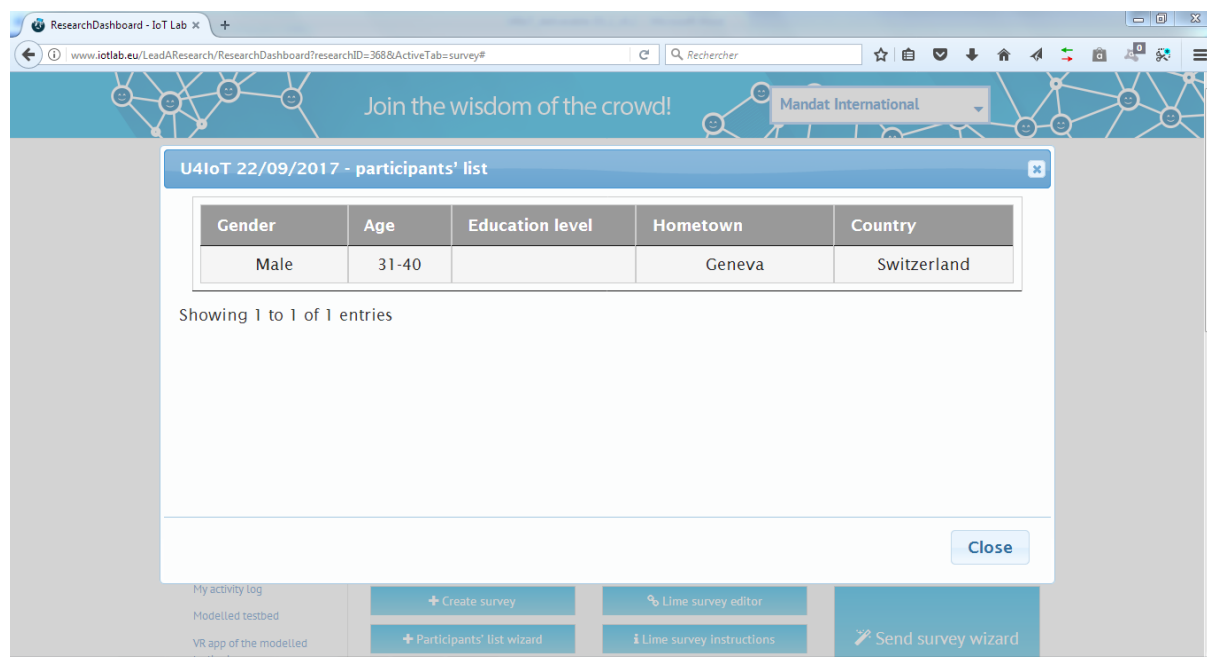 ResearchDashboard - IoT Lab
www.iotlab.eu/LeadAResearch/ResearchDashboard?researchID=368&ActiveTab=survey#
Rechercher
0
Join the wisdom of the crowd!
Mandat International
U4IoT 22/09/2017 - participants' list
Gender Age Education level Hometown Country
Male 31-40 Geneva Switzerland
Showing 1 to 1 of 1 entries
Close
My activity log
Modelled testbed
VR app of the modelled
Create survey
Lime survey editor
Participants' list wizard
Lime survey instructions
Send survey wizard